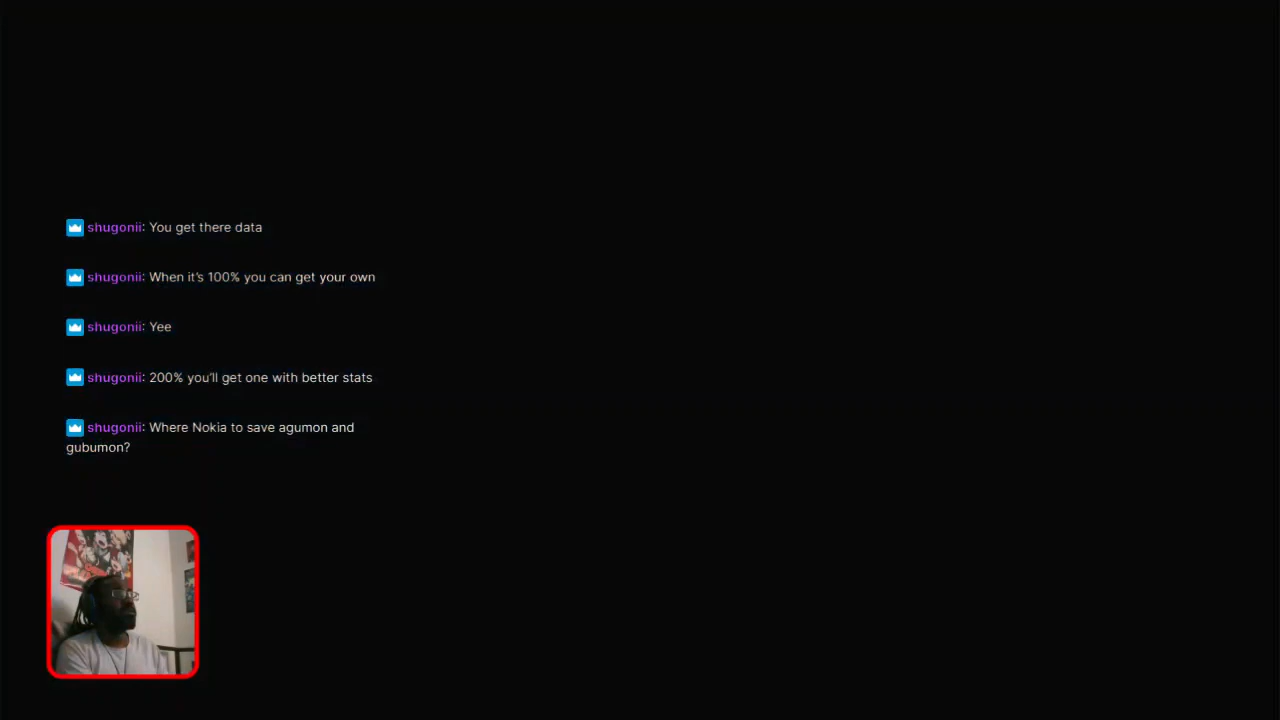 shugonii: You get there data
shugonii: When it's 100% you can get your own
shugonii: Yee
shugonii: 200% you'll get one with better stats
shugonii: Where Nokia to save agumon and
gubumon?